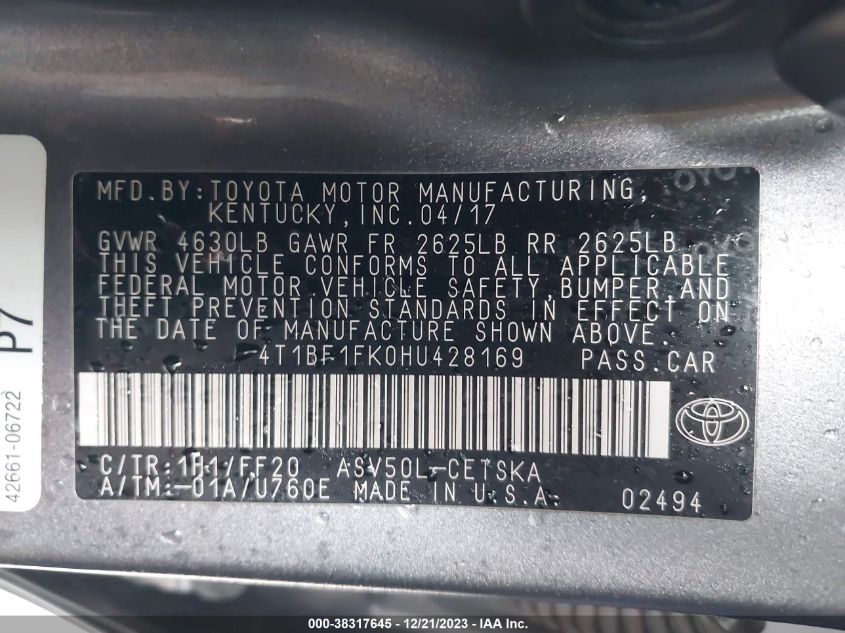 MFD.BY:TOYOTA MOTOR MANUFACTURING,
KENTUCKY,INC.04/17
GVWR 4630LB GAWR FR 2625LB RR 2625LB
THIS VEHICLE CONFORMS TO ALL APPLICABLE
FEDERAL MOTOR VEHICLE SAFETY,BUMPER,AND
THEFT PREVENTION STANDARDS IN EFFECT ON
THE DATE OF MANUFACTURE SHOWN ABOVE.
4T1BF1FK0HU428169 PASS.CAR
C/TR:1H1/FF20 ASV50L-CETSKA
A/TM:-01A/U760E MADE IN U.S.A. 02494
P7
42661-06722
TOYO
TOYO
000-38317645 - 12/21/2023 - IAA Inc.